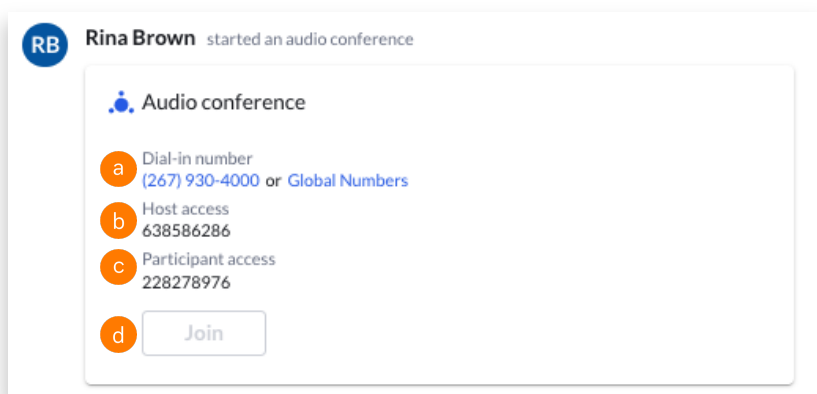 RB
Rina Brown started an audio conference
Audio conference
a
Dial-in number
(267) 930-4000 or Global Numbers
b
Host access
638586286
c
Participant access
228278976
d
Join